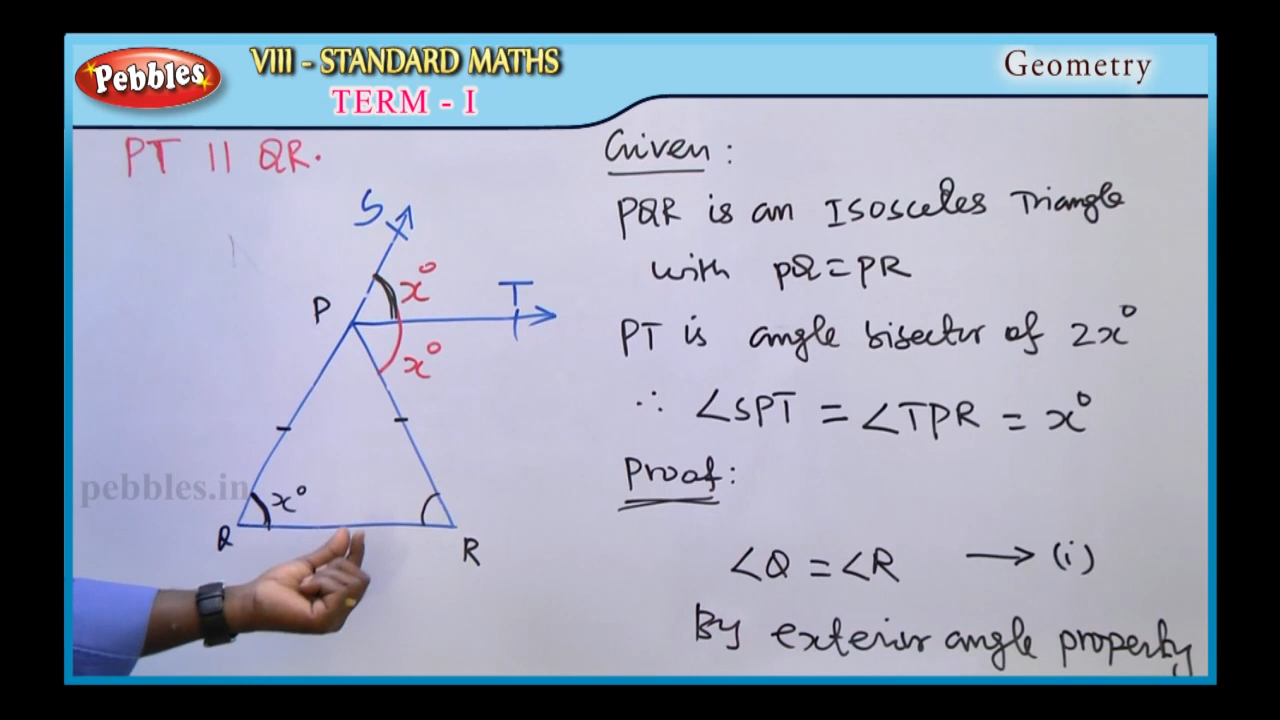 Pebbles
VIII - STANDARD MATHS
TERM - I
Geometry
PT || QR.
S
x°
T
P
x°
x°
Q
R
pebbles.in
Given :
PQR is an Isosceles Triangle
with PQ = PR
PT is angle bisector of 2x°
∴ ∠SPT = ∠TPR = x°
Proof :
∠Q = ∠R ⟶ (i)
By exterior angle property